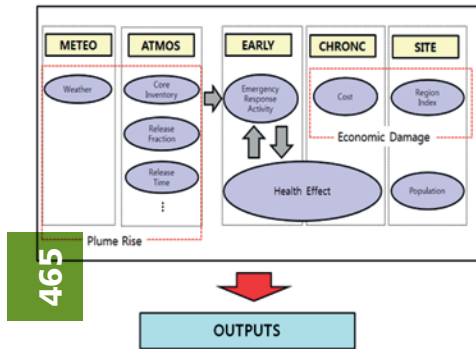 METEO
ATMOS
EARLY
CHRONC
SITE
Weather
Core
Inventory
Release
Fraction
Release
Time
⋮
Plume Rise
Emergency
Response
Activity
Health Effect
Cost
Region
Index
Economic Damage
Population
465
OUTPUTS